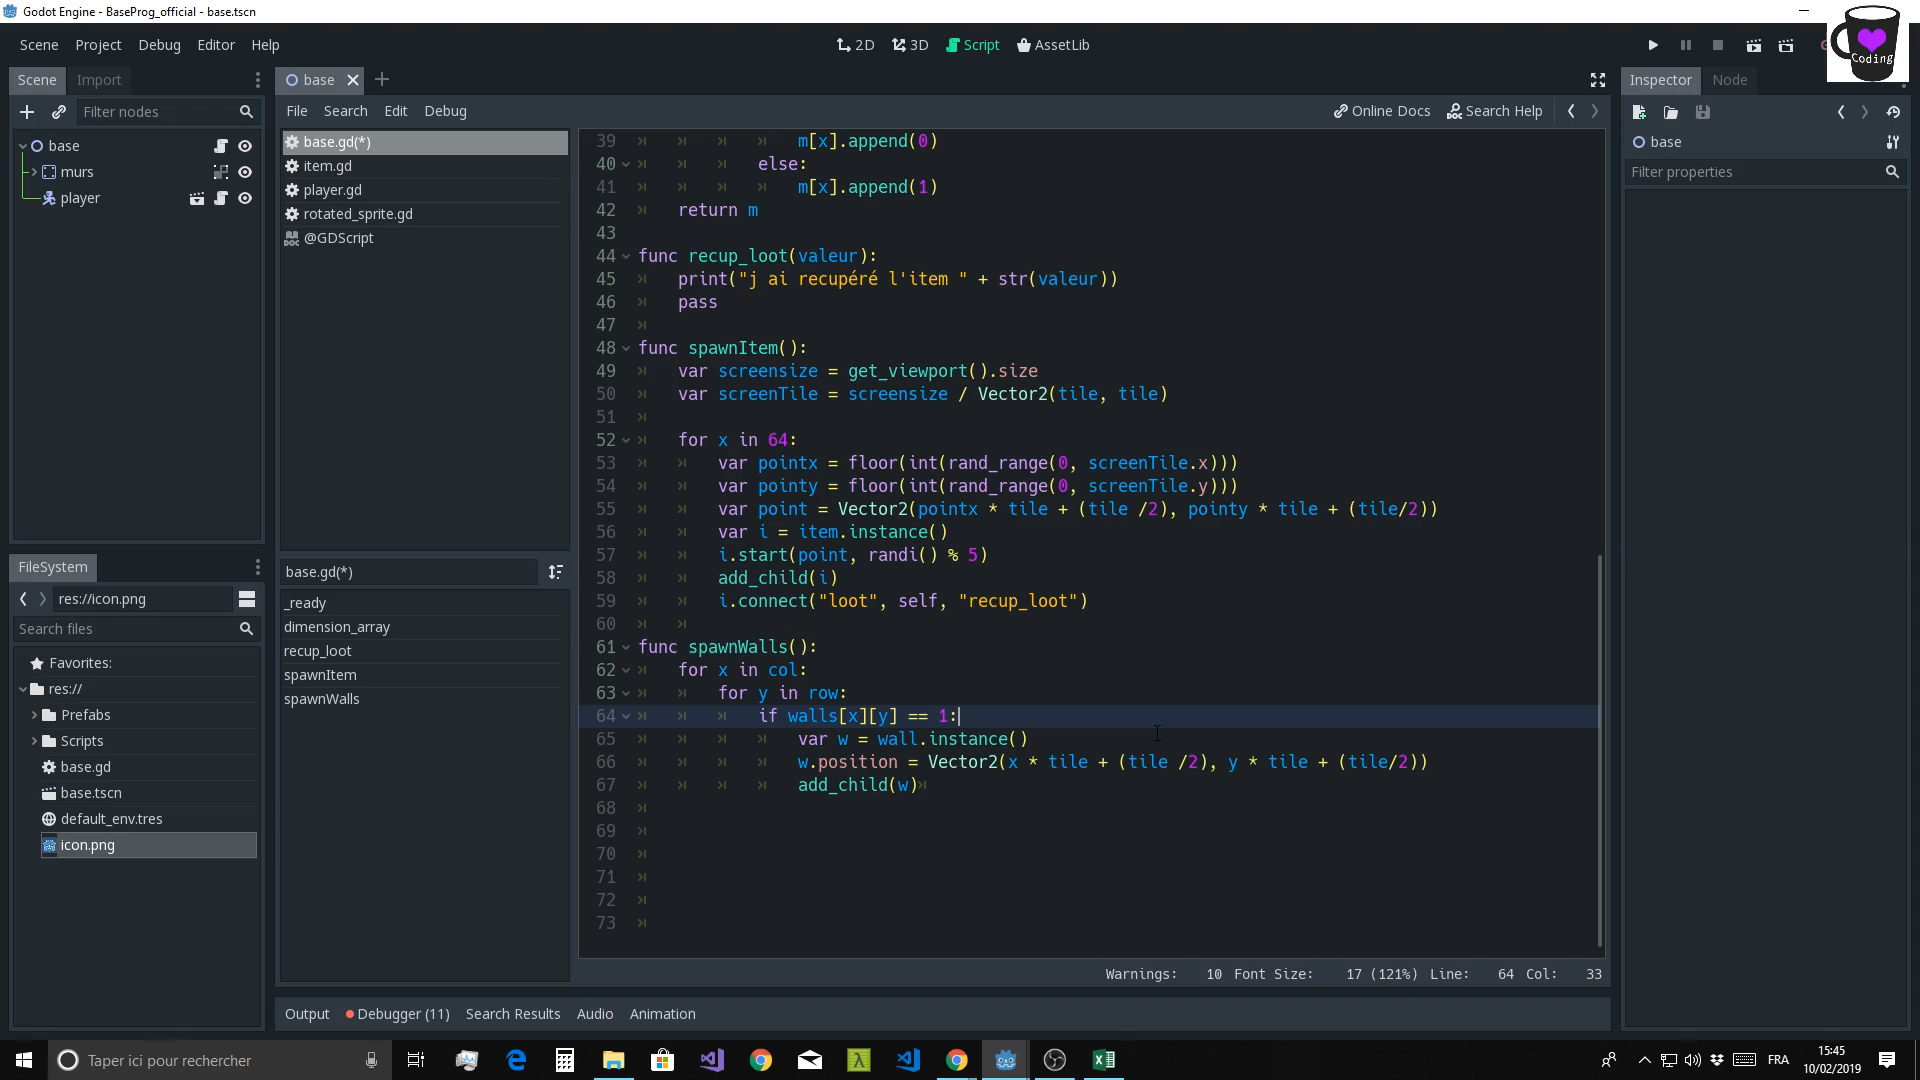 Godot Engine - BaseProg_official - base.tscn
Scene Project Debug Editor Help
2D 3D Script AssetLib
Coding
Scene Import
base
Inspector Node
Filter nodes
File Search Edit Debug
Online Docs Search Help
base
murs
player
base.gd(*)
item.gd
player.gd
rotated_sprite.gd
@GDScript
base
Filter properties
39 m[x].append(0)
40 else:
41 m[x].append(1)
42 return m
43
44 func recup_loot(valeur):
45 print("j ai recupéré l'item " + str(valeur))
46 pass
47
48 func spawnItem():
49 var screensize = get_viewport().size
50 var screenTile = screensize / Vector2(tile, tile)
51
52 for x in 64:
53 var pointx = floor(int(rand_range(0, screenTile.x)))
54 var pointy = floor(int(rand_range(0, screenTile.y)))
55 var point = Vector2(pointx * tile + (tile /2), pointy * tile + (tile/2))
56 var i = item.instance()
57 i.start(point, randi() % 5)
58 add_child(i)
59 i.connect("loot", self, "recup_loot")
60
61 func spawnWalls():
62 for x in col:
63 for y in row:
64 if walls[x][y] == 1:
65 var w = wall.instance()
66 w.position = Vector2(x * tile + (tile /2), y * tile + (tile/2))
67 add_child(w)
68
69
70
71
72
73
base.gd(*)
_ready
dimension_array
recup_loot
spawnItem
spawnWalls
FileSystem
res://icon.png
Search files
Favorites:
res://
Prefabs
Scripts
base.gd
base.tscn
default_env.tres
icon.png
Warnings: 10 Font Size: 17 (121%) Line: 64 Col: 33
Output Debugger (11) Search Results Audio Animation
Taper ici pour rechercher
FRA
15:45
10/02/2019